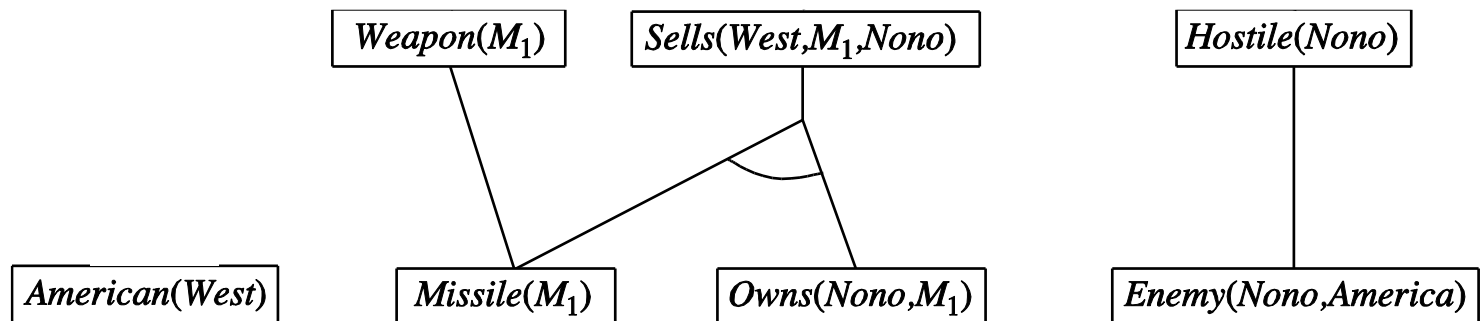 Weapon(M₁) Sells(West,M₁,Nono) Hostile(Nono)
American(West) Missile(M₁) Owns(Nono,M₁) Enemy(Nono,America)